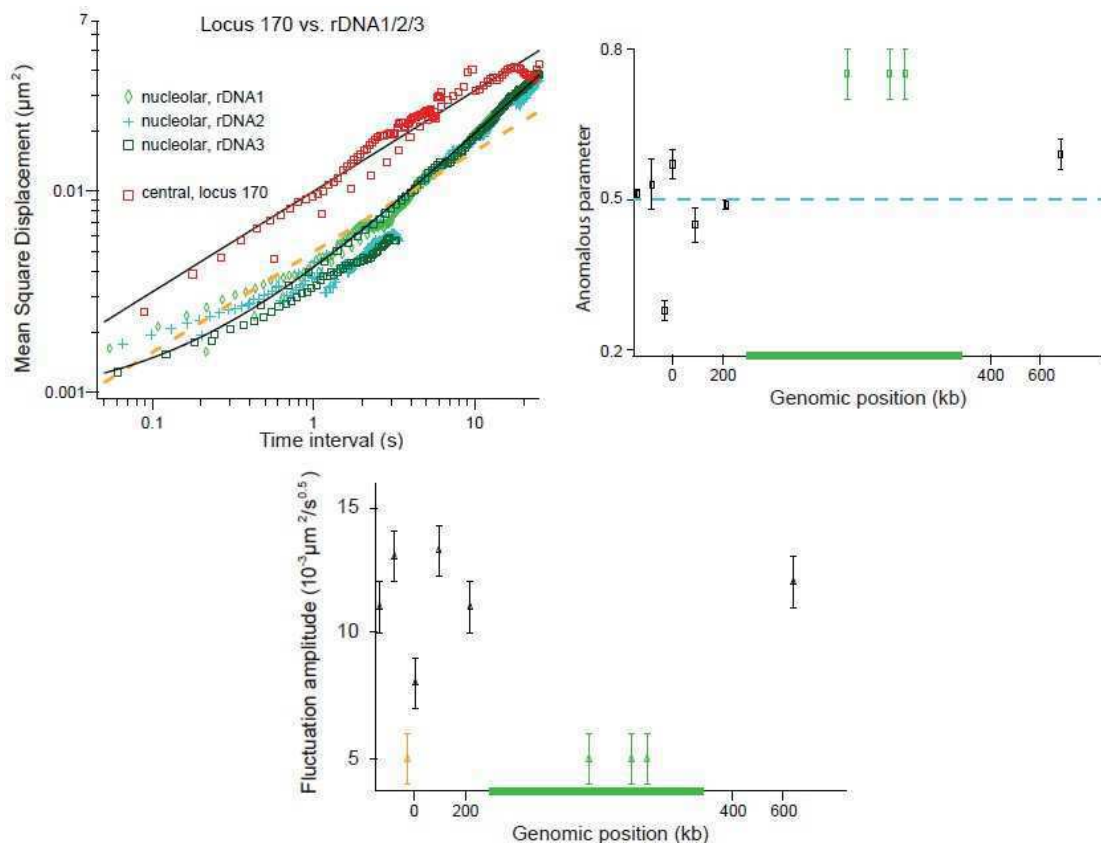 Locus 170 vs. rDNA1/2/3
7
0.01
0.001
Mean Square Displacement (µm²)
nucleolar, rDNA1
nucleolar, rDNA2
nucleolar, rDNA3
central, locus 170
0.1
1
10
Time interval (s)
0.8
0.5
0.2
Anomalous parameter
0
200
400
600
Genomic position (kb)
15
10
5
Fluctuation amplitude (10⁻³µm²/s⁰·⁵)
0
200
400
600
Genomic position (kb)